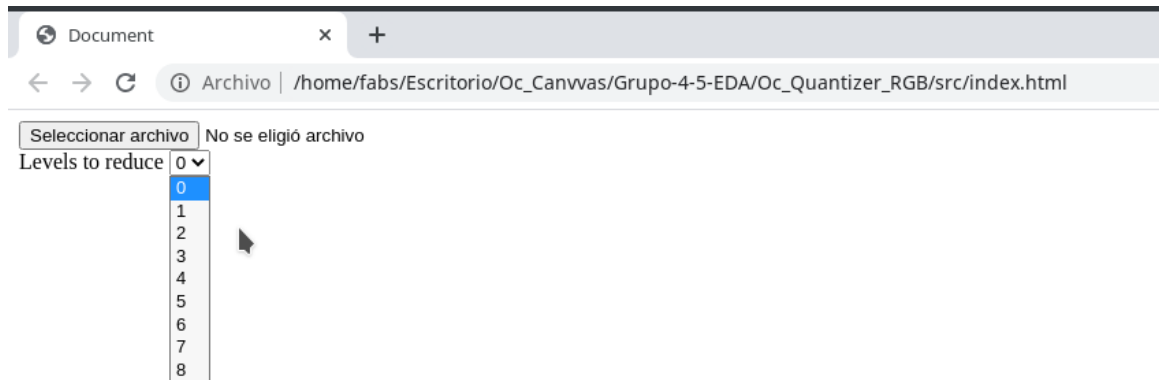 Document
Archivo /home/fabs/Escritorio/Oc_Canvvas/Grupo-4-5-EDA/Oc_Quantizer_RGB/src/index.html
Seleccionar archivo No se eligió archivo
Levels to reduce 0
0
1
2
3
4
5
6
7
8